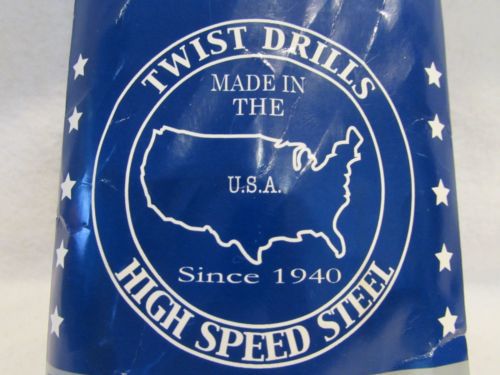 TWIST DRILLS
MADE IN
THE
U.S.A.
Since 1940
HIGH SPEED STEEL